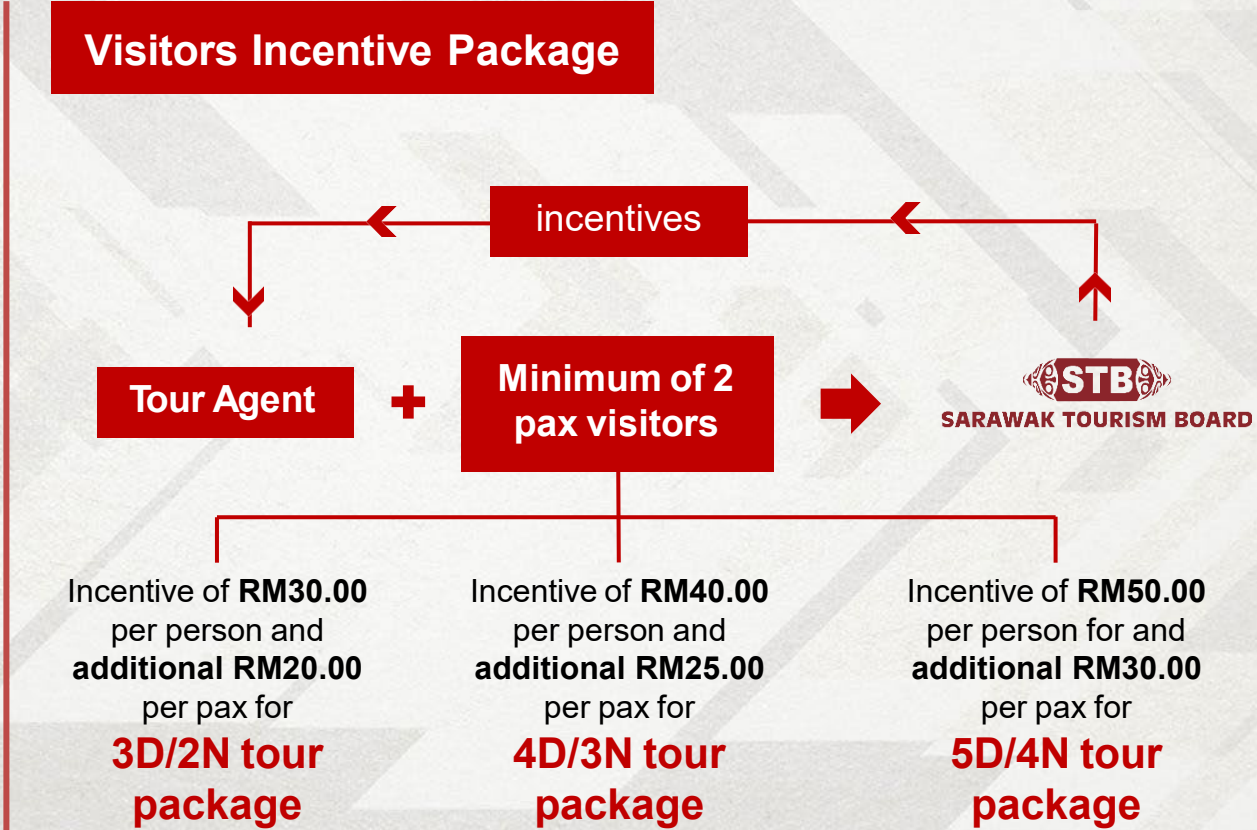 Visitors Incentive Package
incentives
Tour Agent
Minimum of 2
pax visitors
STB
SARAWAK TOURISM BOARD
Incentive of RM30.00
per person and
additional RM20.00
per pax for
3D/2N tour
package
Incentive of RM40.00
per person and
additional RM25.00
per pax for
4D/3N tour
package
Incentive of RM50.00
per person for and
additional RM30.00
per pax for
5D/4N tour
package